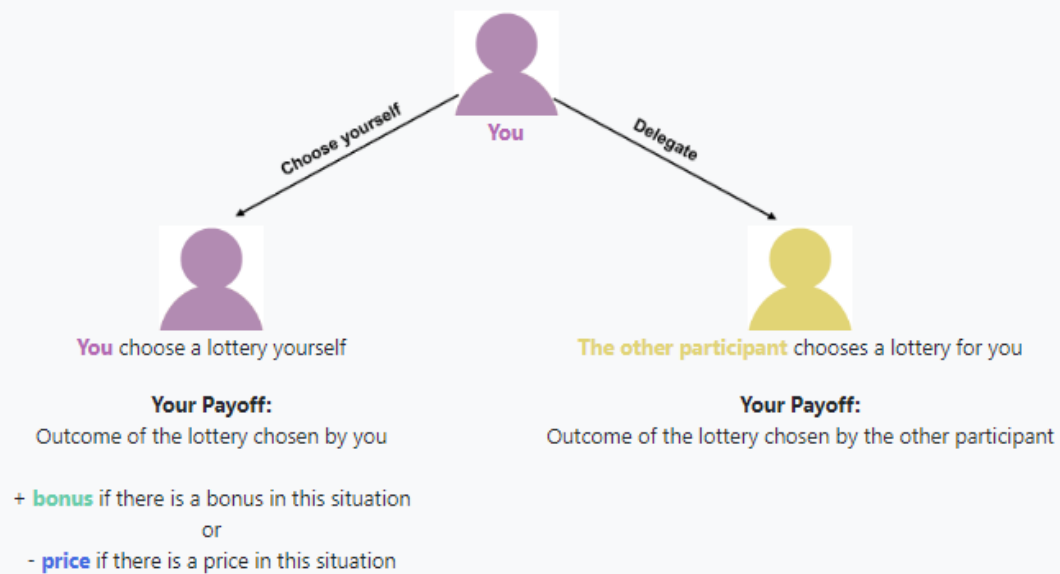 You
Choose yourself
Delegate
You choose a lottery yourself
Your Payoff:
Outcome of the lottery chosen by you
+ bonus if there is a bonus in this situation
or
- price if there is a price in this situation
The other participant chooses a lottery for you
Your Payoff:
Outcome of the lottery chosen by the other participant